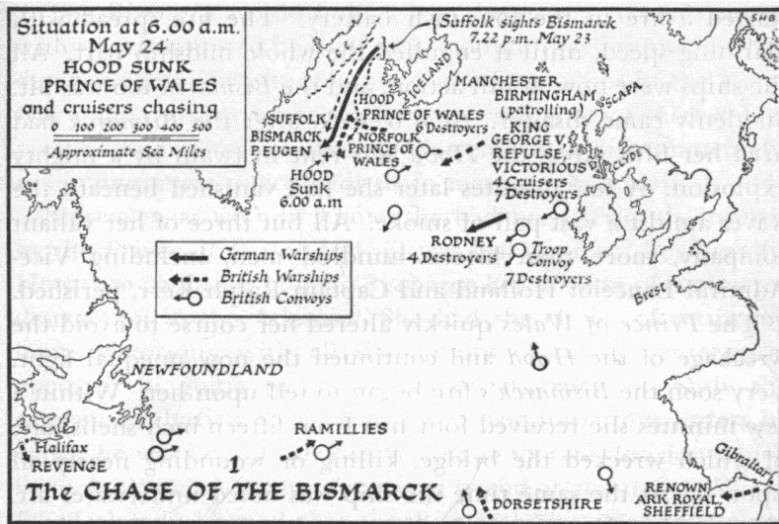 Situation at 6.00 a.m.
May 24
HOOD SUNK
PRINCE OF WALES
and cruisers chasing
0 100 200 300 400 500
Approximate Sea Miles
Suffolk sights Bismarck
7.22 p.m. May 23
ICELAND
MANCHESTER
BIRMINGHAM
(patrolling)
HOOD
PRINCE OF WALES
6 Destroyers
SUFFOLK
BISMARCK
P. EUGEN
NORFOLK
PRINCE OF
WALES
HOOD
Sunk
6.00 a.m
KING
GEORGE V
REPULSE
VICTORIOUS
4 Cruisers
7 Destroyers
RODNEY
4 Destroyers
Troop
Convoy
7 Destroyers
German Warships
British Warships
British Convoys
Brest
NEWFOUNDLAND
Halifax
REVENGE
RAMILLIES
1
The CHASE OF THE BISMARCK
DORSETSHIRE
Gibraltar
RENOWN
ARK ROYAL
SHEFFIELD